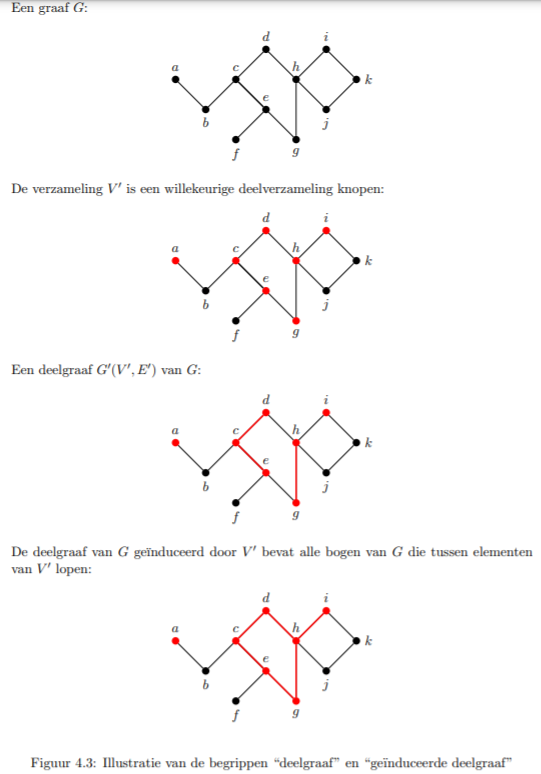 Een graaf G:
d i
a c h k
e
b j
f g
De verzameling V′ is een willekeurige deelverzameling knopen:
d i
a c h k
e
b j
f g
Een deelgraaf G′(V′, E′) van G:
d i
a c h k
e
b j
f g
De deelgraaf van G geïnduceerd door V′ bevat alle bogen van G die tussen elementen
van V′ lopen:
d i
a c h k
e
b j
f g
Figuur 4.3: Illustratie van de begrippen “deelgraaf” en “geïnduceerde deelgraaf”